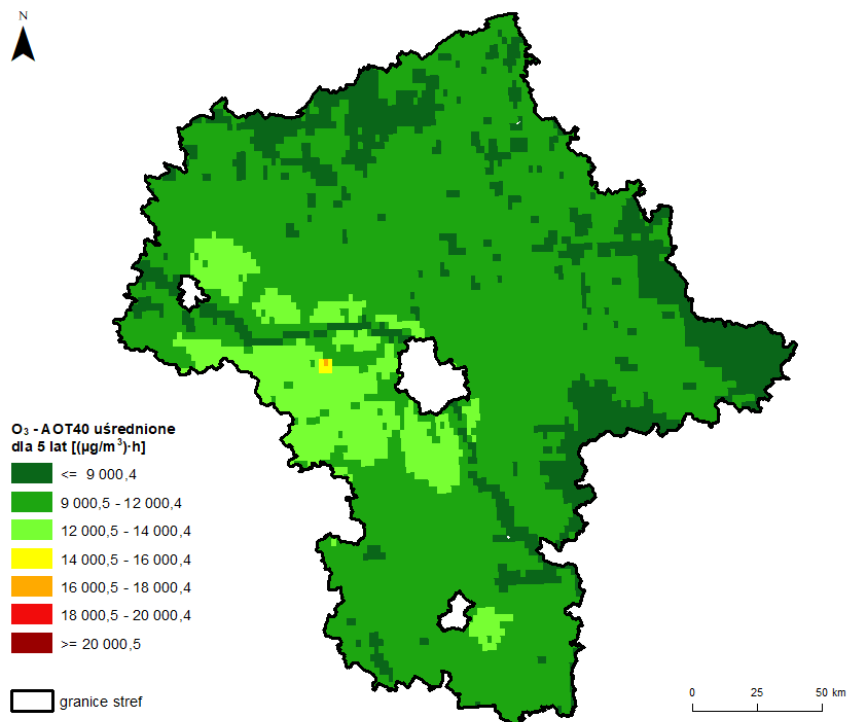 N
O₃ - AOT40 uśrednione
dla 5 lat [(µg/m³)·h]
<= 9 000,4
9 000,5 - 12 000,4
12 000,5 - 14 000,4
14 000,5 - 16 000,4
16 000,5 - 18 000,4
18 000,5 - 20 000,4
>= 20 000,5
granice stref
0 25 50 km